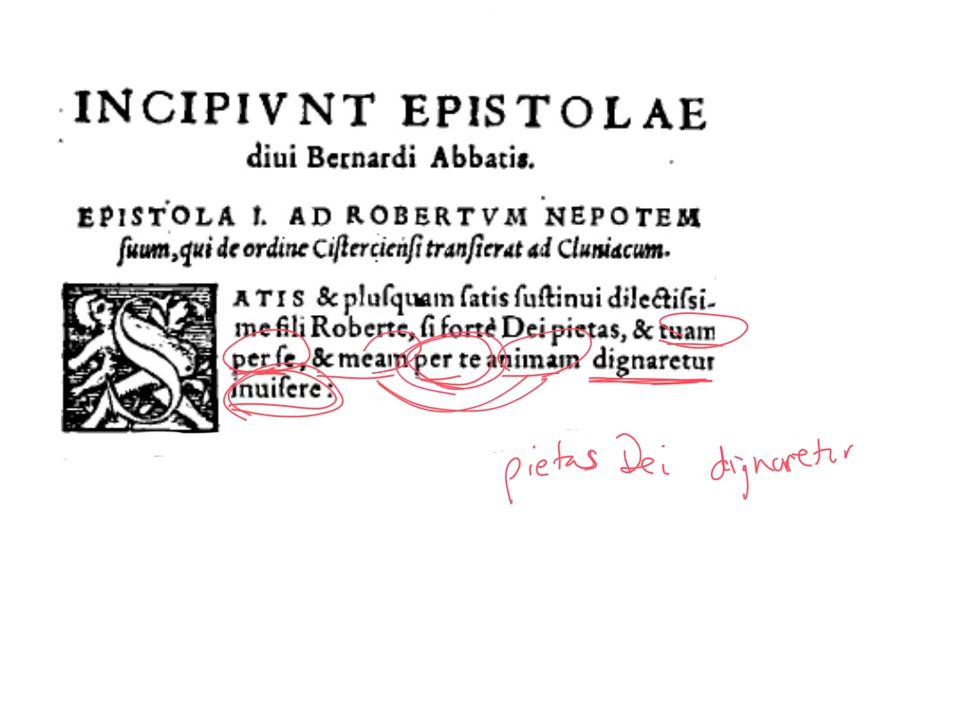 INCIPIVNT EPISTOLAE
diui Bernardi Abbatis.
EPISTOLA I. AD ROBERTVM NEPOTEM
ſuum, qui de ordine Ciſtercienſi tranſierat ad Cluniacum.
SATIS & pluſquam ſatis ſuſtinui dilectiſsi-
me fili Roberte, ſi fortè Dei pietas, & tuam
per ſe, & meam per te animam dignaretur
inuiſere:
pietas Dei dignaretur